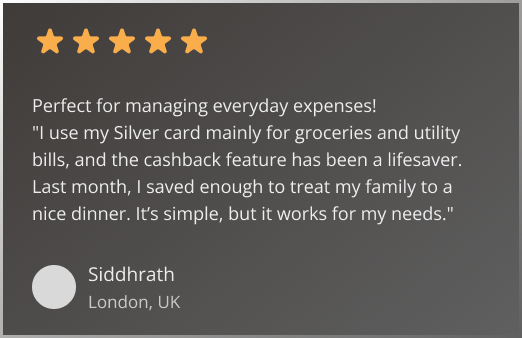 Perfect for managing everyday expenses!
"I use my Silver card mainly for groceries and utility
bills, and the cashback feature has been a lifesaver.
Last month, I saved enough to treat my family to a
nice dinner. It’s simple, but it works for my needs."
Siddhrath
London, UK